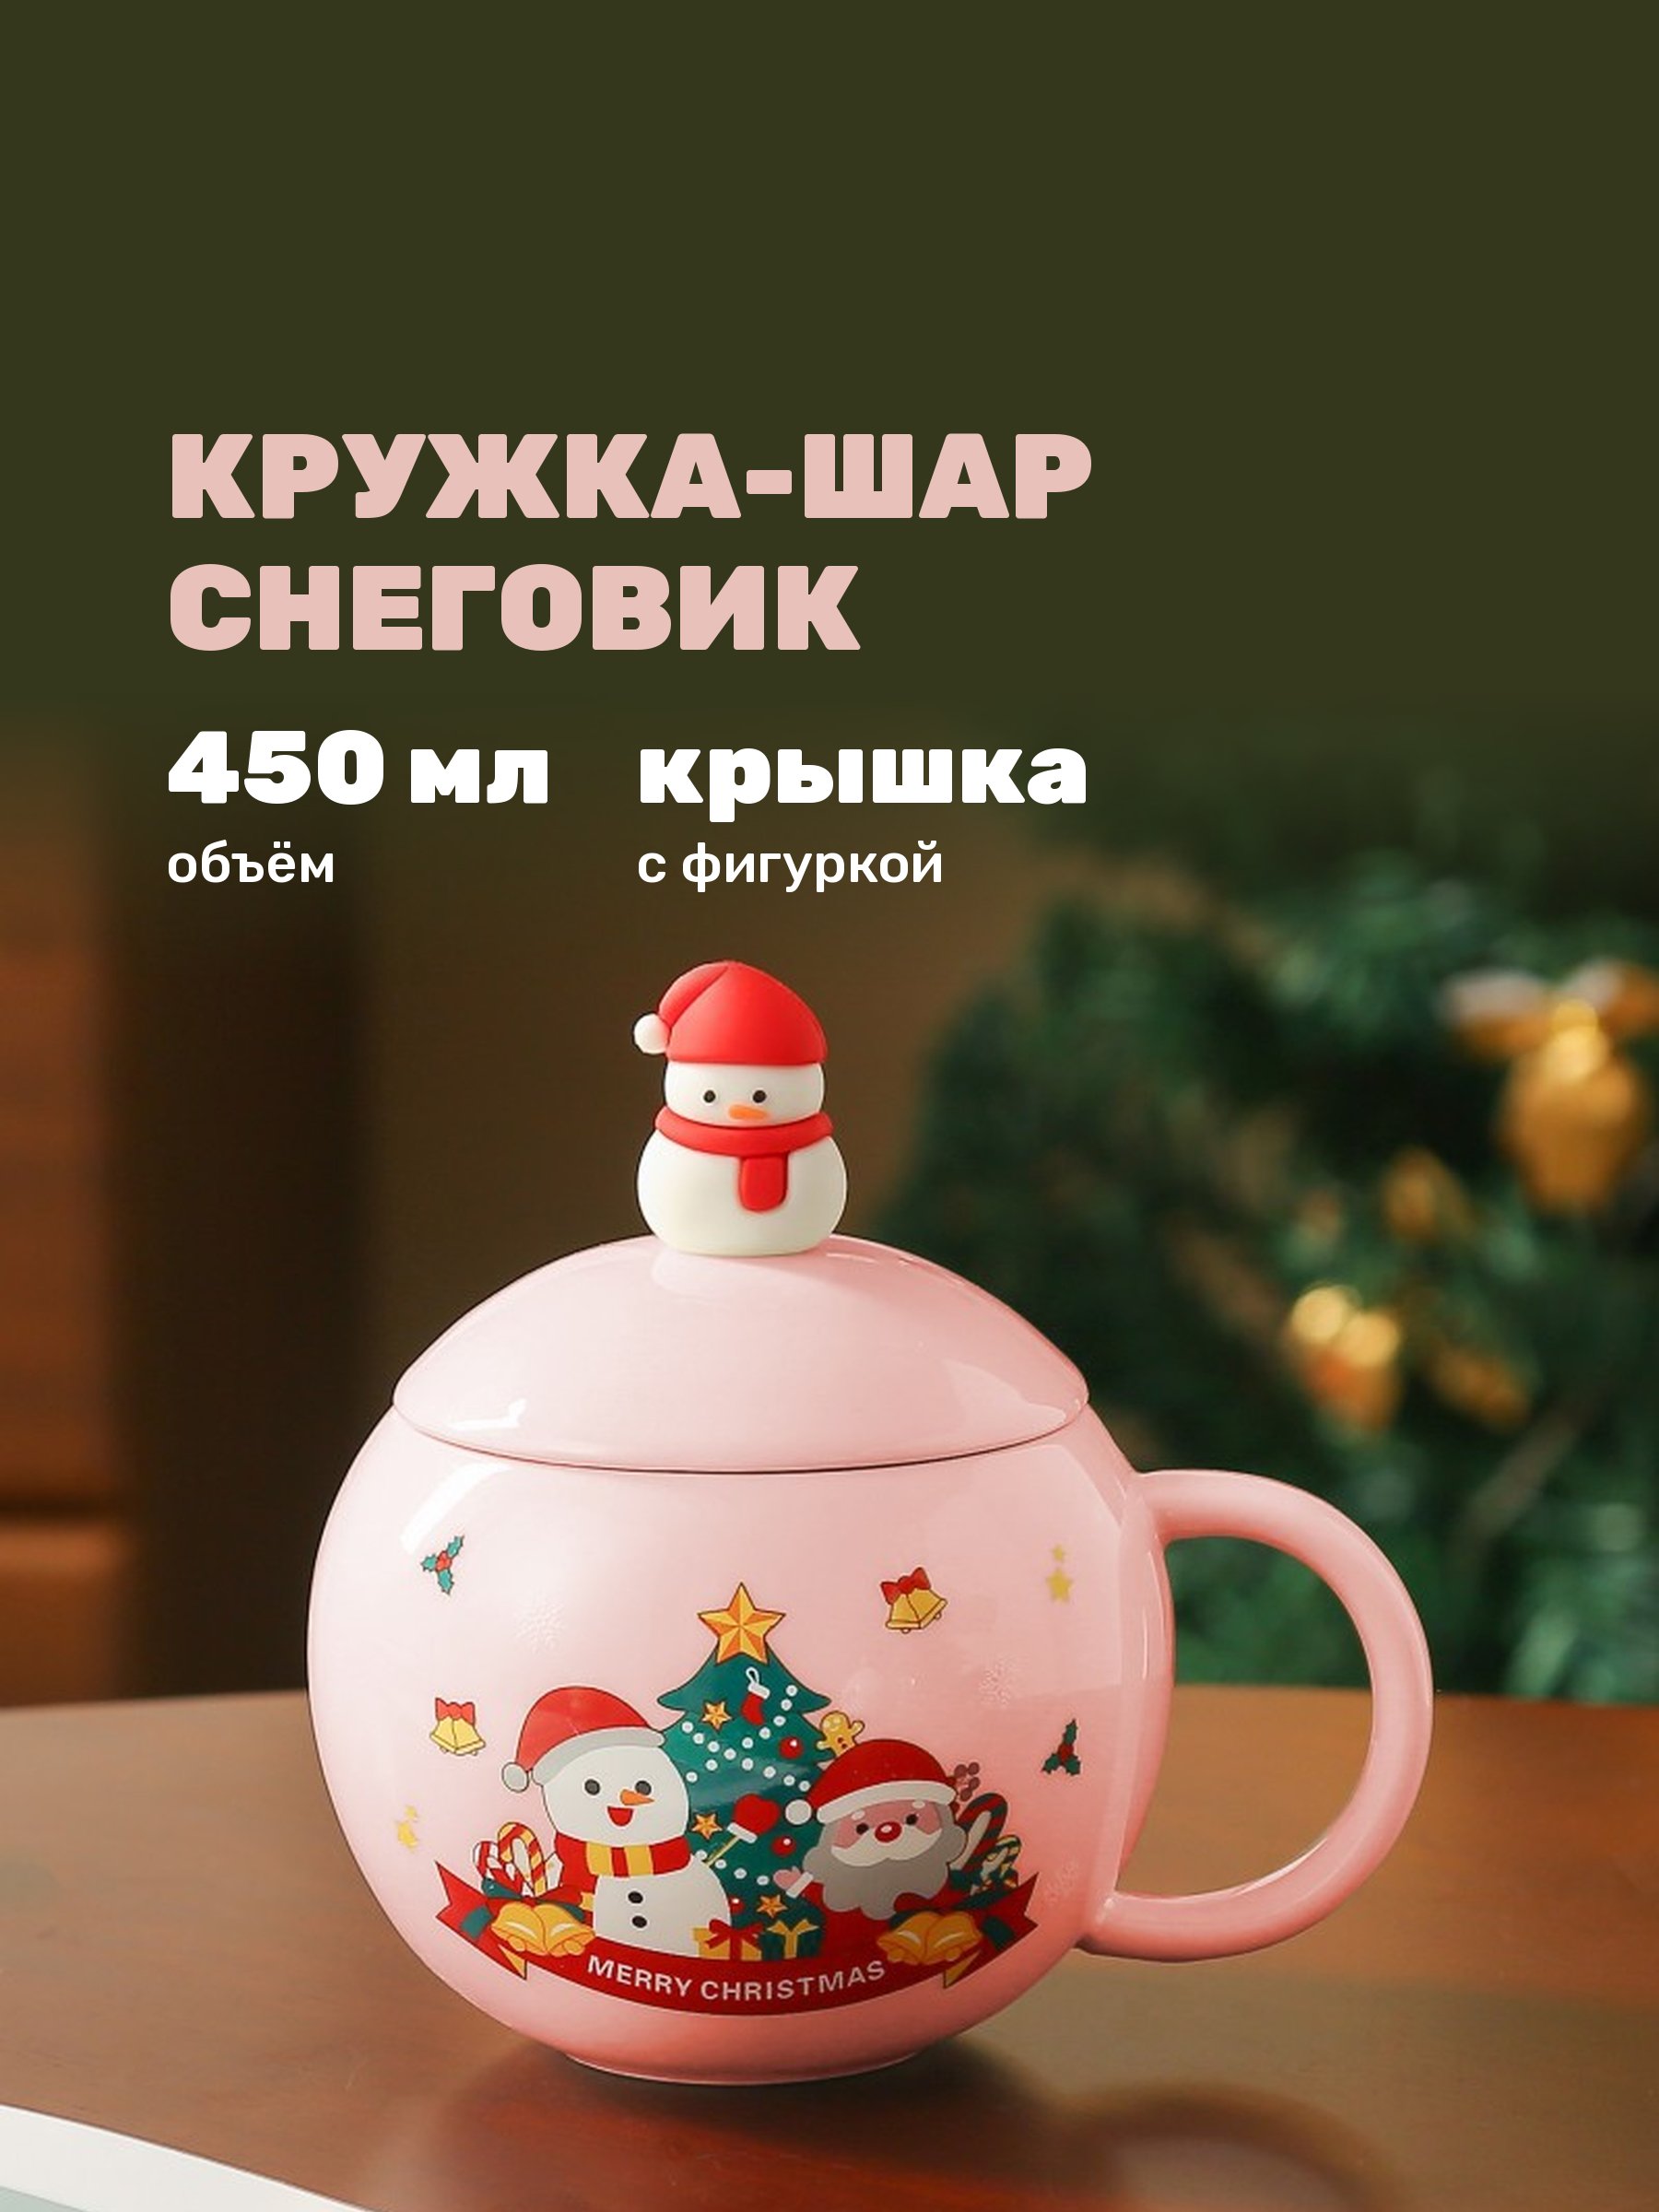 КРУЖКА-ШАР
СНЕГОВИК
450 мл крышка
объём с фигуркой
MERRY CHRISTMAS